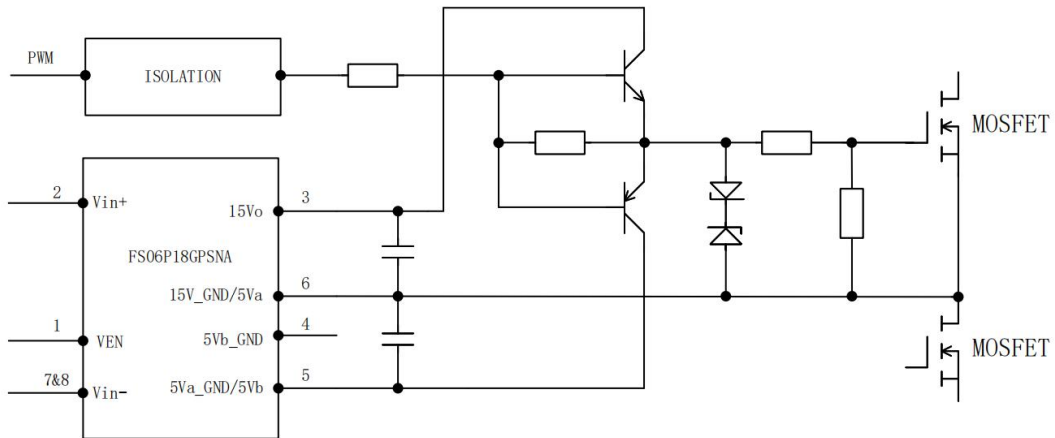 PWM
ISOLATION
MOSFET
2
Vin+
3
15Vo
FS06P18GPSNA
6
15V_GND/5Va
4
5Vb_GND
1
VEN
MOSFET
7&8
Vin-
5
5Va_GND/5Vb